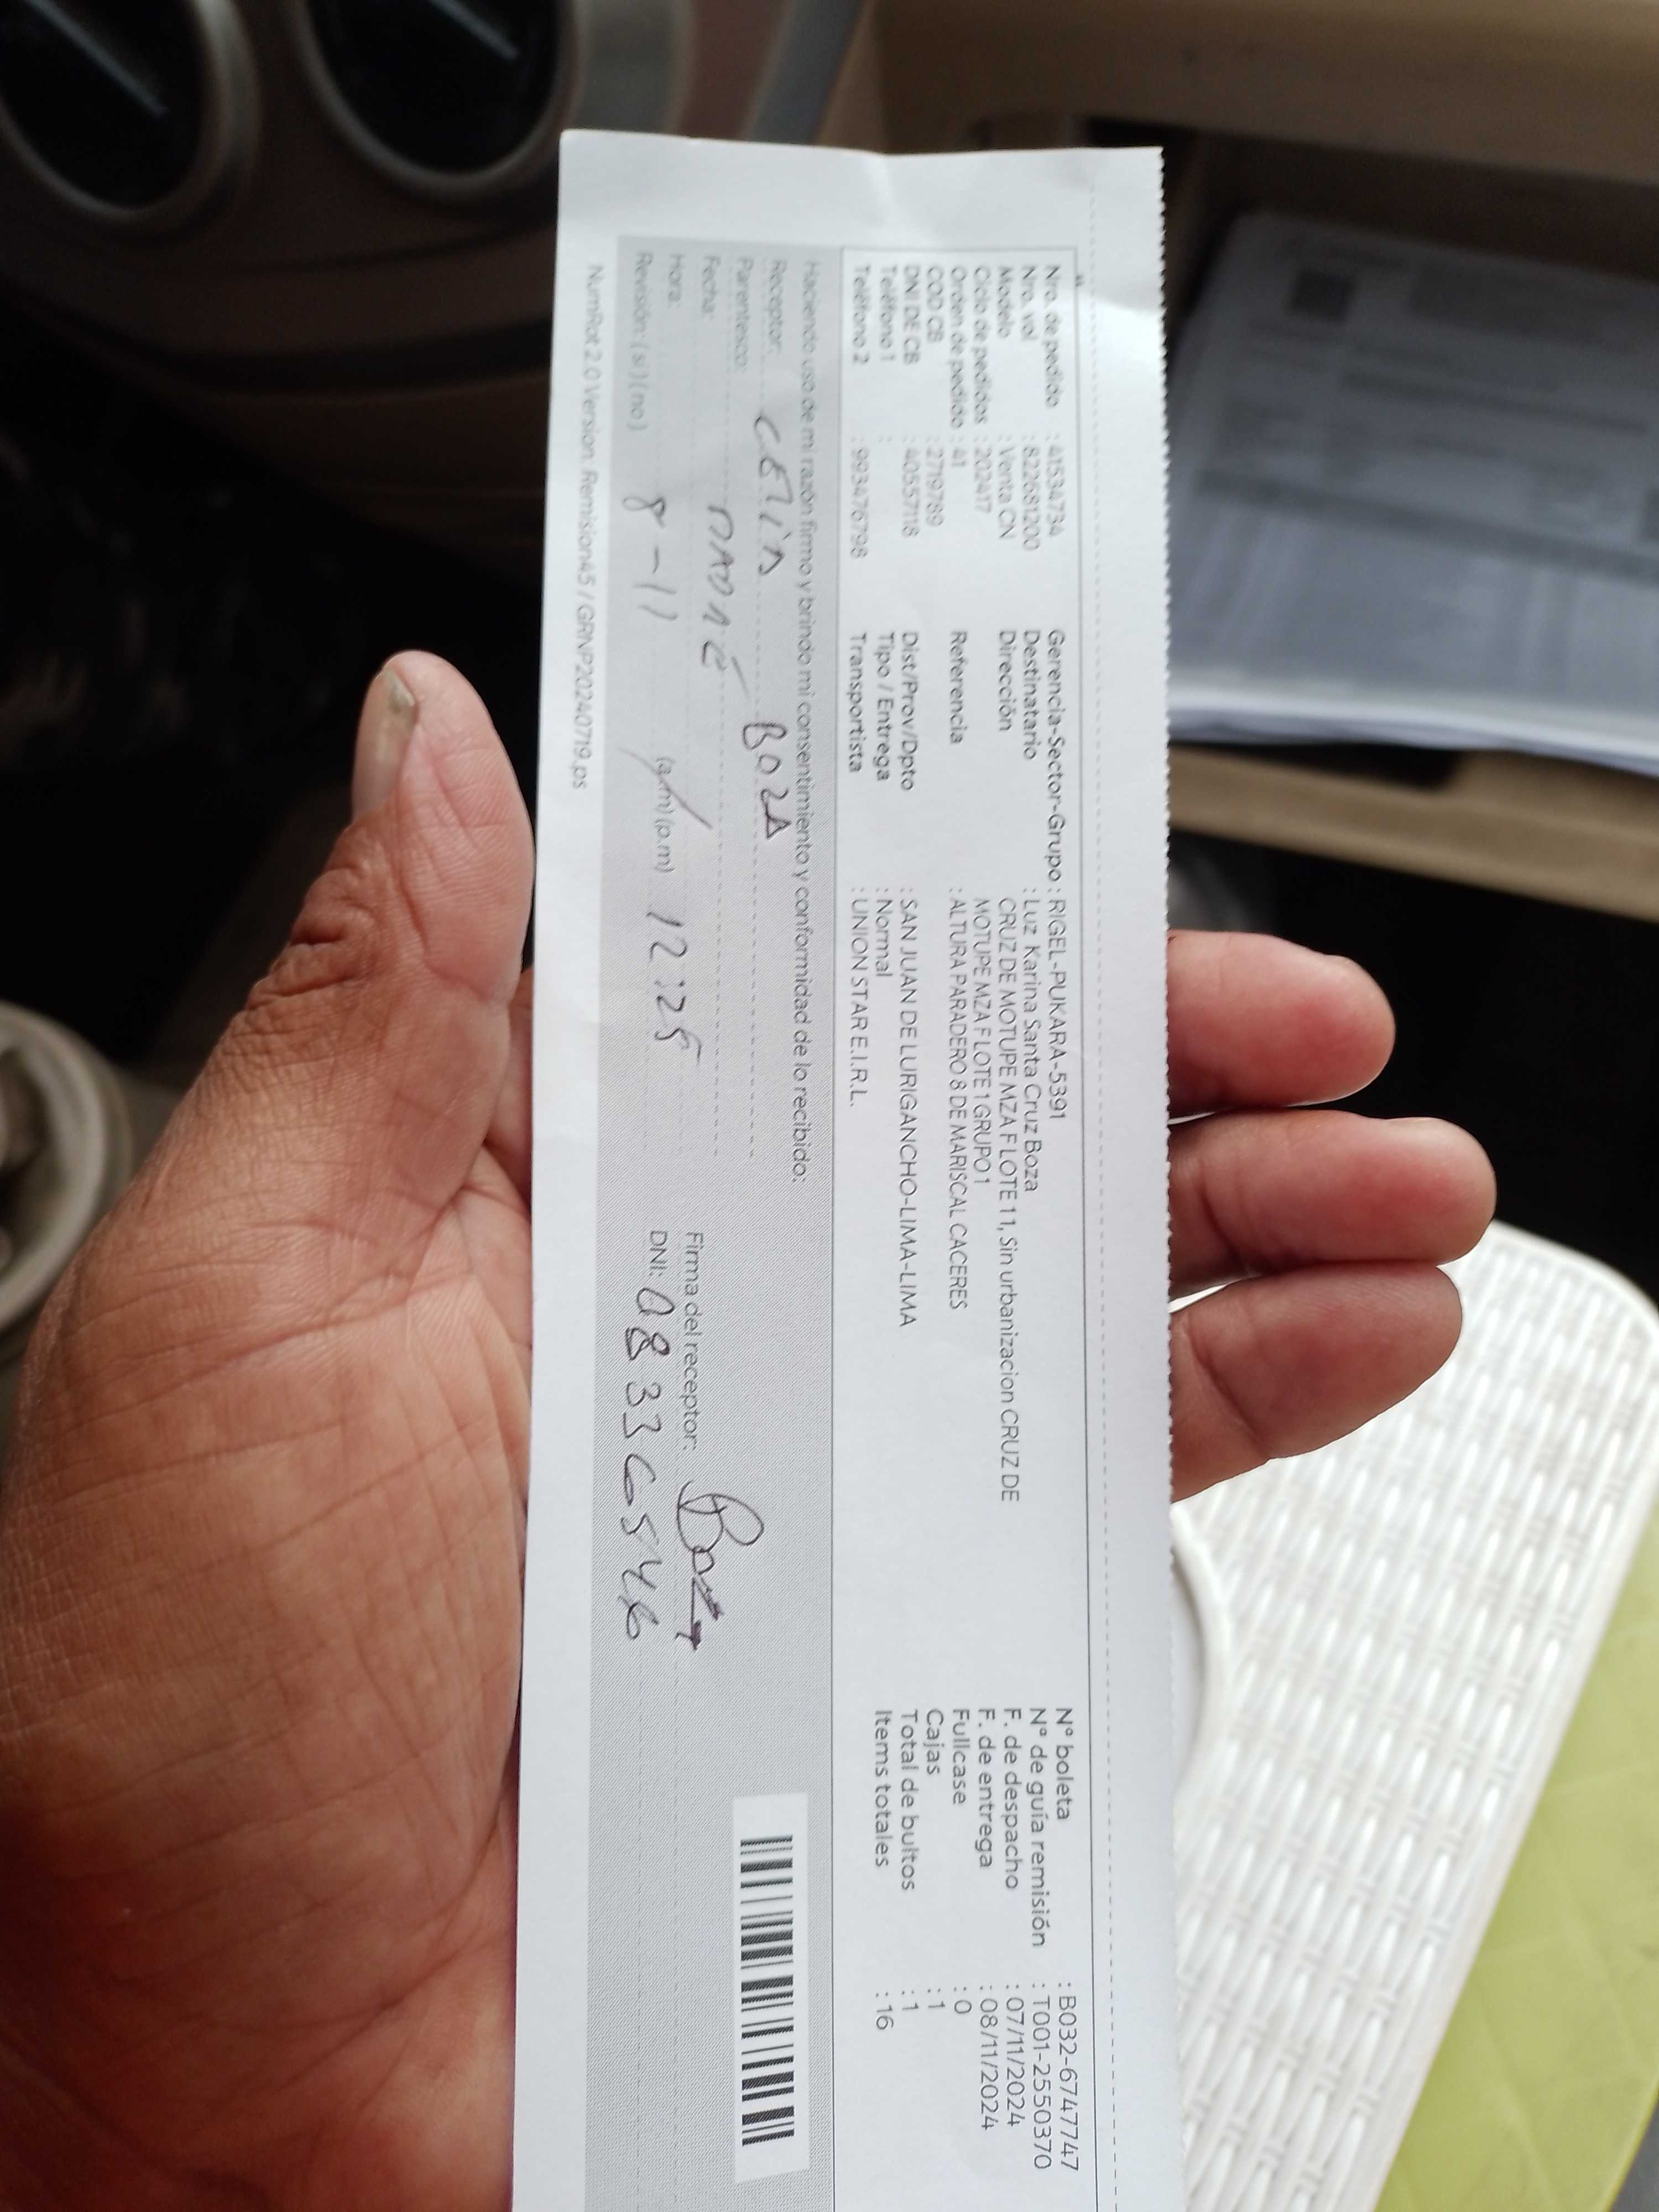 Nro. de pedido : 41534734
Nro. vol : 822681200
Modelo : Venta CN
Ciclo de pedidos : 202417
Orden de pedido : 41
COD CB : 2719789
DNI DE CB : 40557118
Teléfono 1 :
Teléfono 2 : 993476798
Gerencia-Sector-Grupo : RIGEL-PUKARA-5391
Destinatario : Luz Karina Santa Cruz Boza
Dirección : CRUZ DE MOTUPE MZA F LOTE 11, Sin urbanizacion CRUZ DE
MOTUPE MZA F LOTE 1 GRUPO 1
Referencia : ALTURA PARADERO 8 DE MARISCAL CACERES
Dist/Prov/Dpto : SAN JUAN DE LURIGANCHO-LIMA-LIMA
Tipo / Entrega : Normal
Transportista : UNION STAR E.I.R.L.
N° boleta : B032-6747747
N° de guía remisión : T001-2550370
F. de despacho : 07/11/2024
F. de entrega : 08/11/2024
Fullcase : 0
Cajas : 1
Total de bultos : 1
Items totales : 16
Haciendo uso de mi razón firmo y brindo mi consentimiento y conformidad de lo recibido:
Receptor: BOZA
Parentesco:
Fecha: 8-11
Hora: (a.m) (p.m) 12:25
Revisión: (si) (no)
Firma del receptor: Boza
DNI: 08336546
NumRot 2.0 Version. Remision45 / GRNP20240719.ps